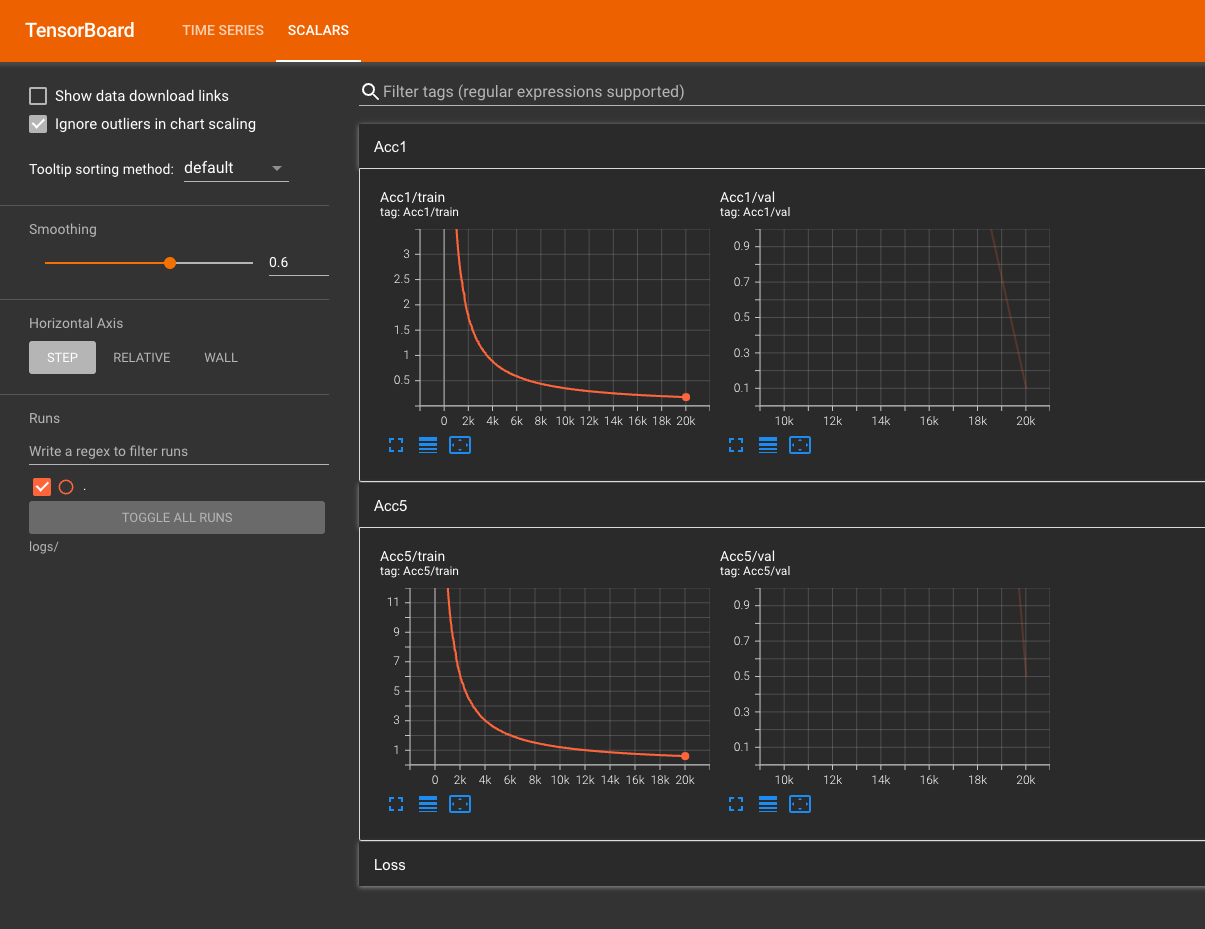 TensorBoard TIME SERIES SCALARS
Show data download links
Ignore outliers in chart scaling
Tooltip sorting method: default
Smoothing
0.6
Horizontal Axis
STEP RELATIVE WALL
Runs
Write a regex to filter runs
.
TOGGLE ALL RUNS
logs/
Filter tags (regular expressions supported)
Acc1
Acc1/train
tag: Acc1/train
3
2.5
2
1.5
1
0.5
0 2k 4k 6k 8k 10k 12k 14k 16k 18k 20k
Acc1/val
tag: Acc1/val
0.9
0.7
0.5
0.3
0.1
10k 12k 14k 16k 18k 20k
Acc5
Acc5/train
tag: Acc5/train
11
9
7
5
3
1
0 2k 4k 6k 8k 10k 12k 14k 16k 18k 20k
Acc5/val
tag: Acc5/val
0.9
0.7
0.5
0.3
0.1
10k 12k 14k 16k 18k 20k
Loss